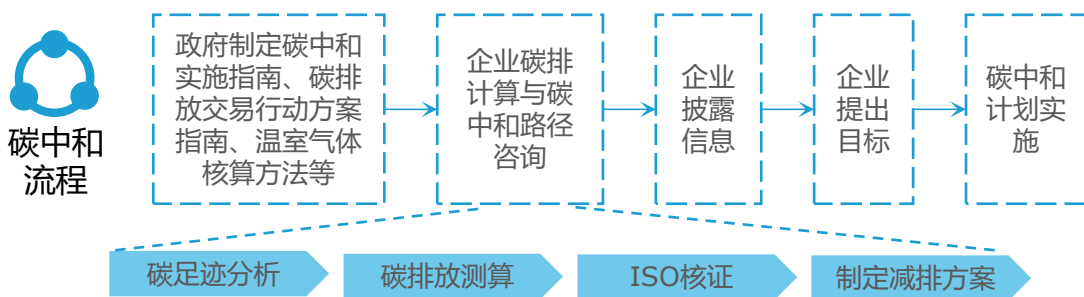 碳中和
流程
政府制定碳中和
实施指南、碳排
放交易行动方案
指南、温室气体
核算方法等
企业碳排
计算与碳
中和路径
咨询
企业
披露
信息
企业
提出
目标
碳中和
计划实
施
碳足迹分析
碳排放测算
ISO核证
制定减排方案